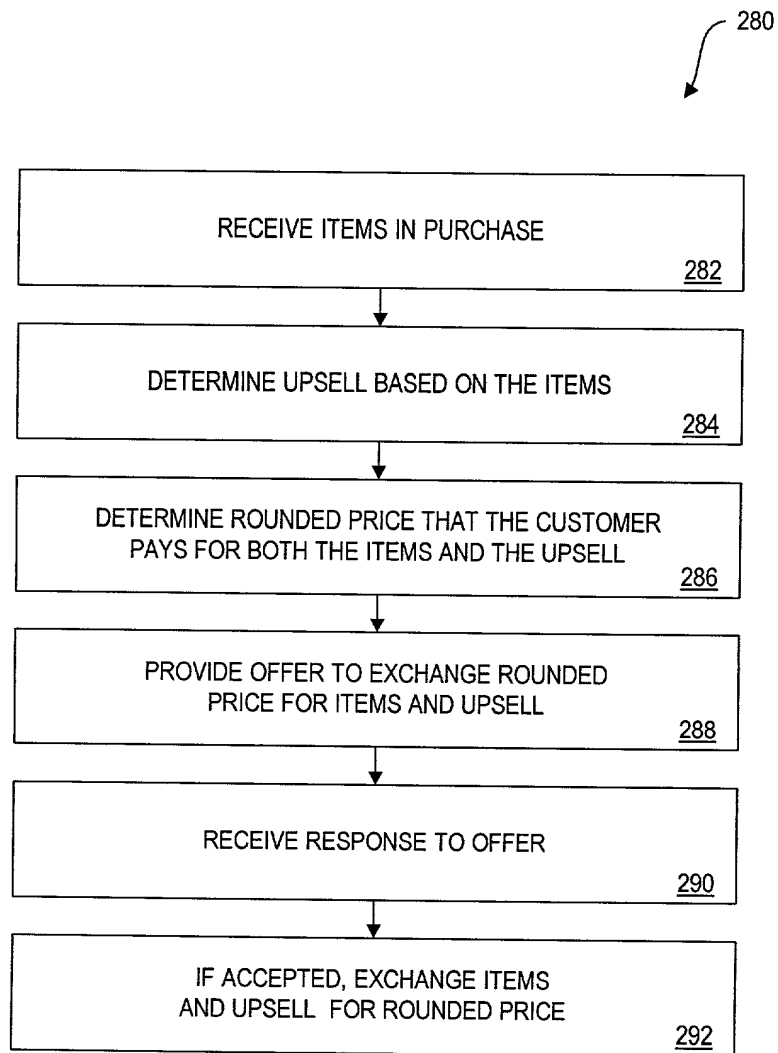 280
RECEIVE ITEMS IN PURCHASE
282
DETERMINE UPSELL BASED ON THE ITEMS
284
DETERMINE ROUNDED PRICE THAT THE CUSTOMER
PAYS FOR BOTH THE ITEMS AND THE UPSELL
286
PROVIDE OFFER TO EXCHANGE ROUNDED
PRICE FOR ITEMS AND UPSELL
288
RECEIVE RESPONSE TO OFFER
290
IF ACCEPTED, EXCHANGE ITEMS
AND UPSELL FOR ROUNDED PRICE
292